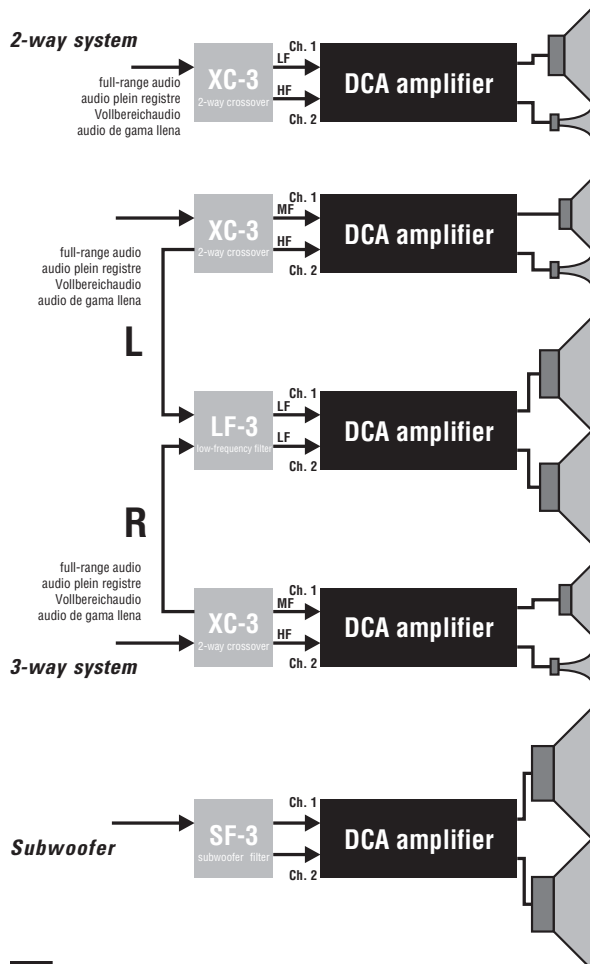 2-way system
full-range audio
audio plein registre
Vollbereichaudio
audio de gama llena
XC-3
2-way crossover
Ch. 1
LF
HF
Ch. 2
DCA amplifier
full-range audio
audio plein registre
Vollbereichaudio
audio de gama llena
XC-3
2-way crossover
Ch. 1
MF
HF
Ch. 2
DCA amplifier
L
LF-3
low-frequency filter
Ch. 1
LF
LF
Ch. 2
DCA amplifier
R
full-range audio
audio plein registre
Vollbereichaudio
audio de gama llena
XC-3
2-way crossover
Ch. 1
MF
HF
Ch. 2
DCA amplifier
3-way system
Subwoofer
SF-3
subwoofer filter
Ch. 1
Ch. 2
DCA amplifier